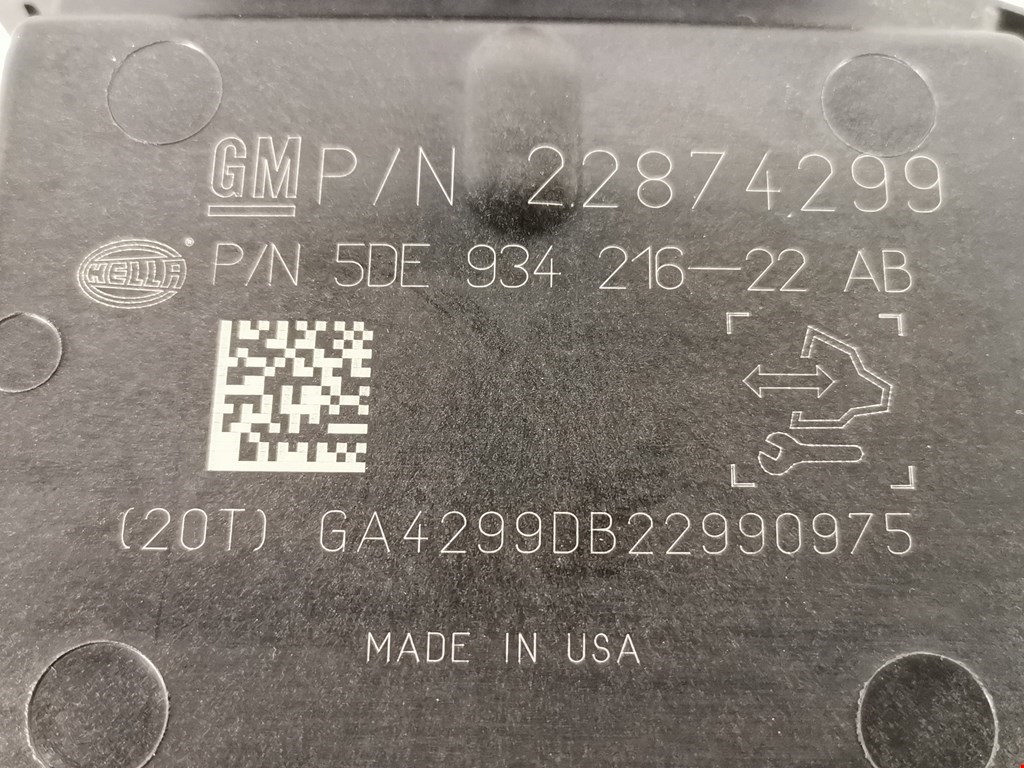 GM P/N 22874299
HELLA ® P/N 5DE 934 216-22 AB
(20T) GA4299DB22990975
MADE IN USA